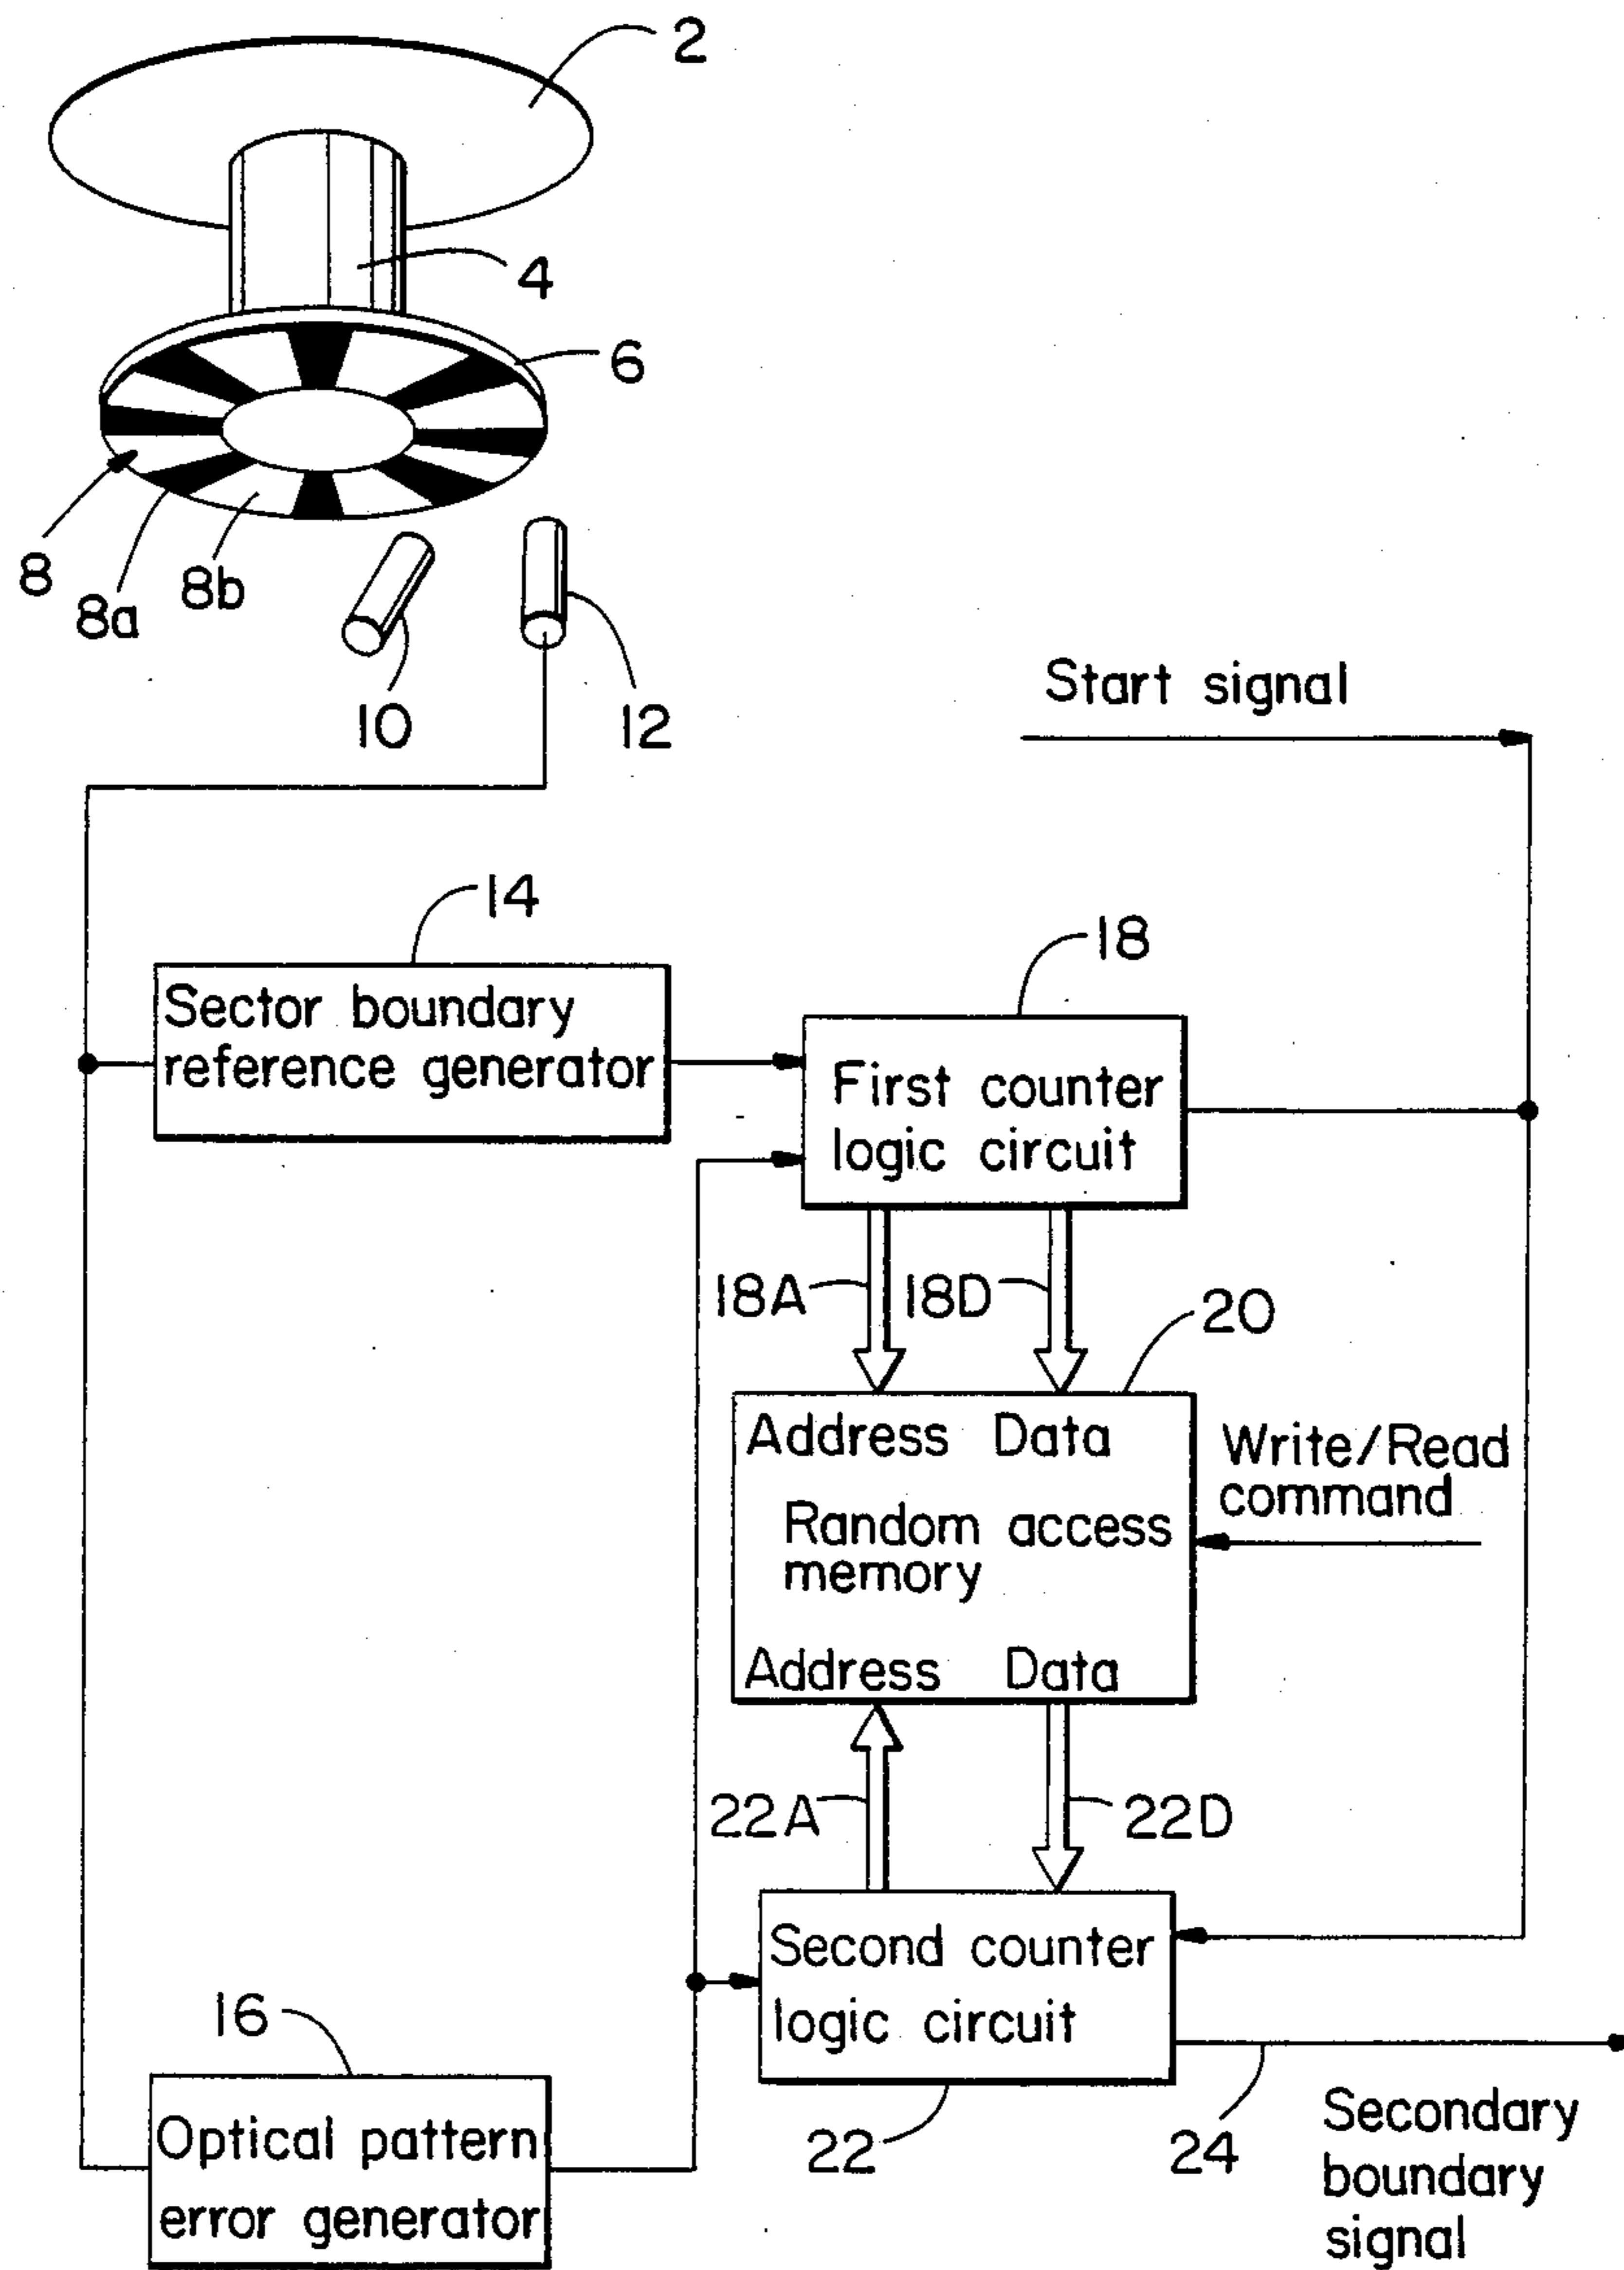 2
4
6
8
8a
8b
10
12
Start signal
14
18
Sector boundary
reference generator
First counter
logic circuit
18A
18D
20
Address Data
Write/Read
command
Random access
memory
Address Data
22A
22D
Second counter
logic circuit
16
22
24
Secondary
boundary
signal
Optical pattern
error generator